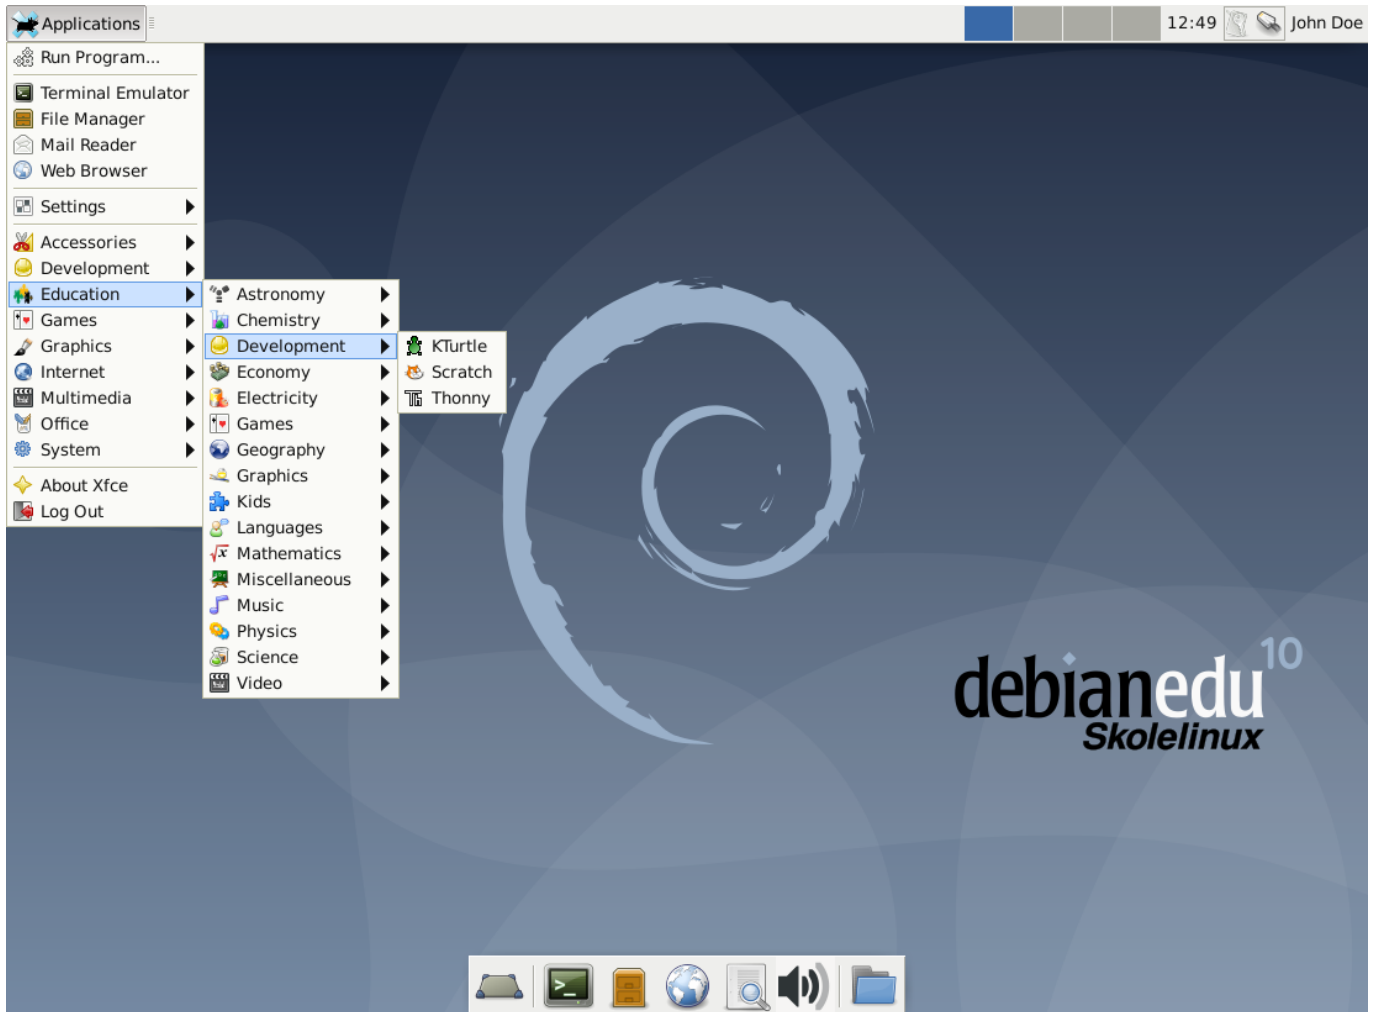 Applications
12:49
John Doe
Run Program...
Terminal Emulator
File Manager
Mail Reader
Web Browser
Settings
Accessories
Development
Education
Games
Graphics
Internet
Multimedia
Office
System
About Xfce
Log Out
Astronomy
Chemistry
Development
Economy
Electricity
Games
Geography
Graphics
Kids
Languages
Mathematics
Miscellaneous
Music
Physics
Science
Video
KTurtle
Scratch
Thonny
debianedu 10
Skolelinux